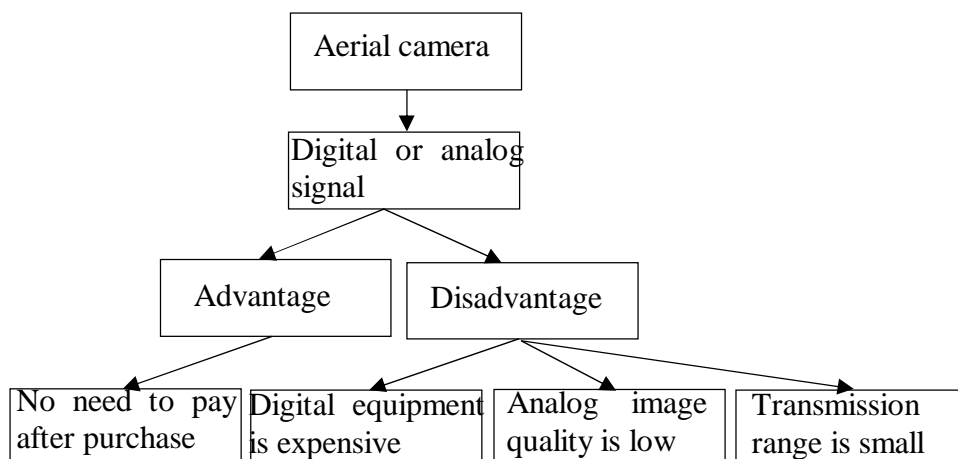 Aerial camera
Digital or analog
signal
Advantage
Disadvantage
No need to pay
after purchase
Digital equipment
is expensive
Analog image
quality is low
Transmission
range is small